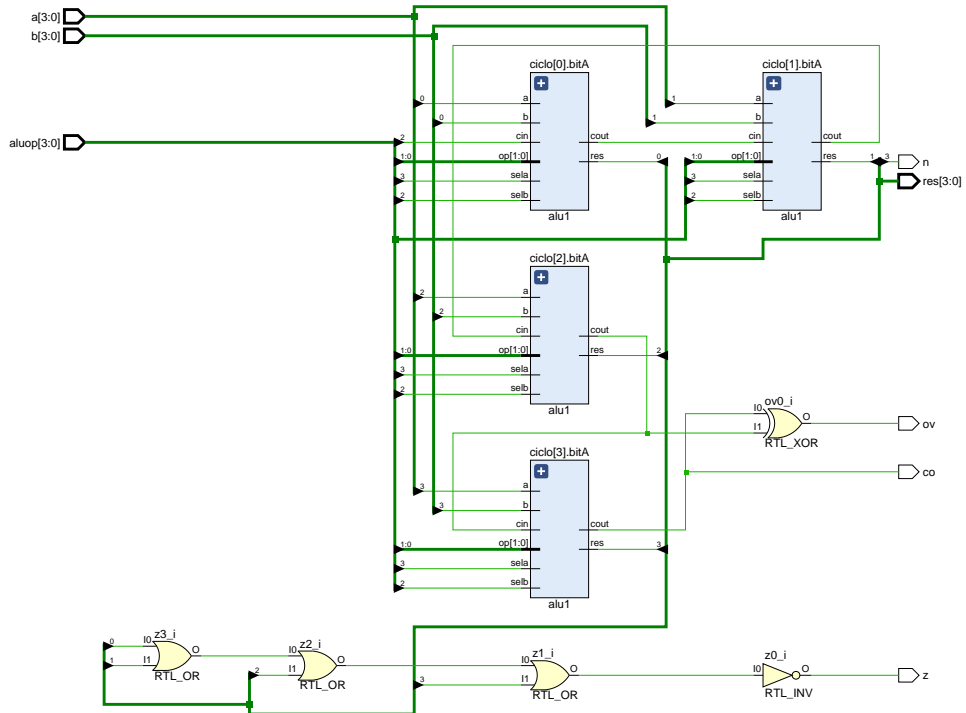 a[3:0]
b[3:0]
aluop[3:0]
ciclo[0].bitA
0 a
0 b
2 cin
1:0 op[1:0]
3 sela
2 selb
cout
res 0
alu1
ciclo[1].bitA
1 a
1 b
cin
1:0 op[1:0]
3 sela
2 selb
cout
res
alu1
1 3 n
res[3:0]
ciclo[2].bitA
2 a
2 b
cin
1:0 op[1:0]
3 sela
2 selb
cout
res 2
alu1
ciclo[3].bitA
3 a
3 b
cin
1:0 op[1:0]
3 sela
2 selb
cout
res 3
alu1
ov0_i
I0
I1
O
RTL_XOR
ov
co
z3_i
0 I0
1 I1
O
RTL_OR
z2_i
I0
2 I1
O
RTL_OR
z1_i
I0
3 I1
O
RTL_OR
z0_i
I0
O
RTL_INV
z